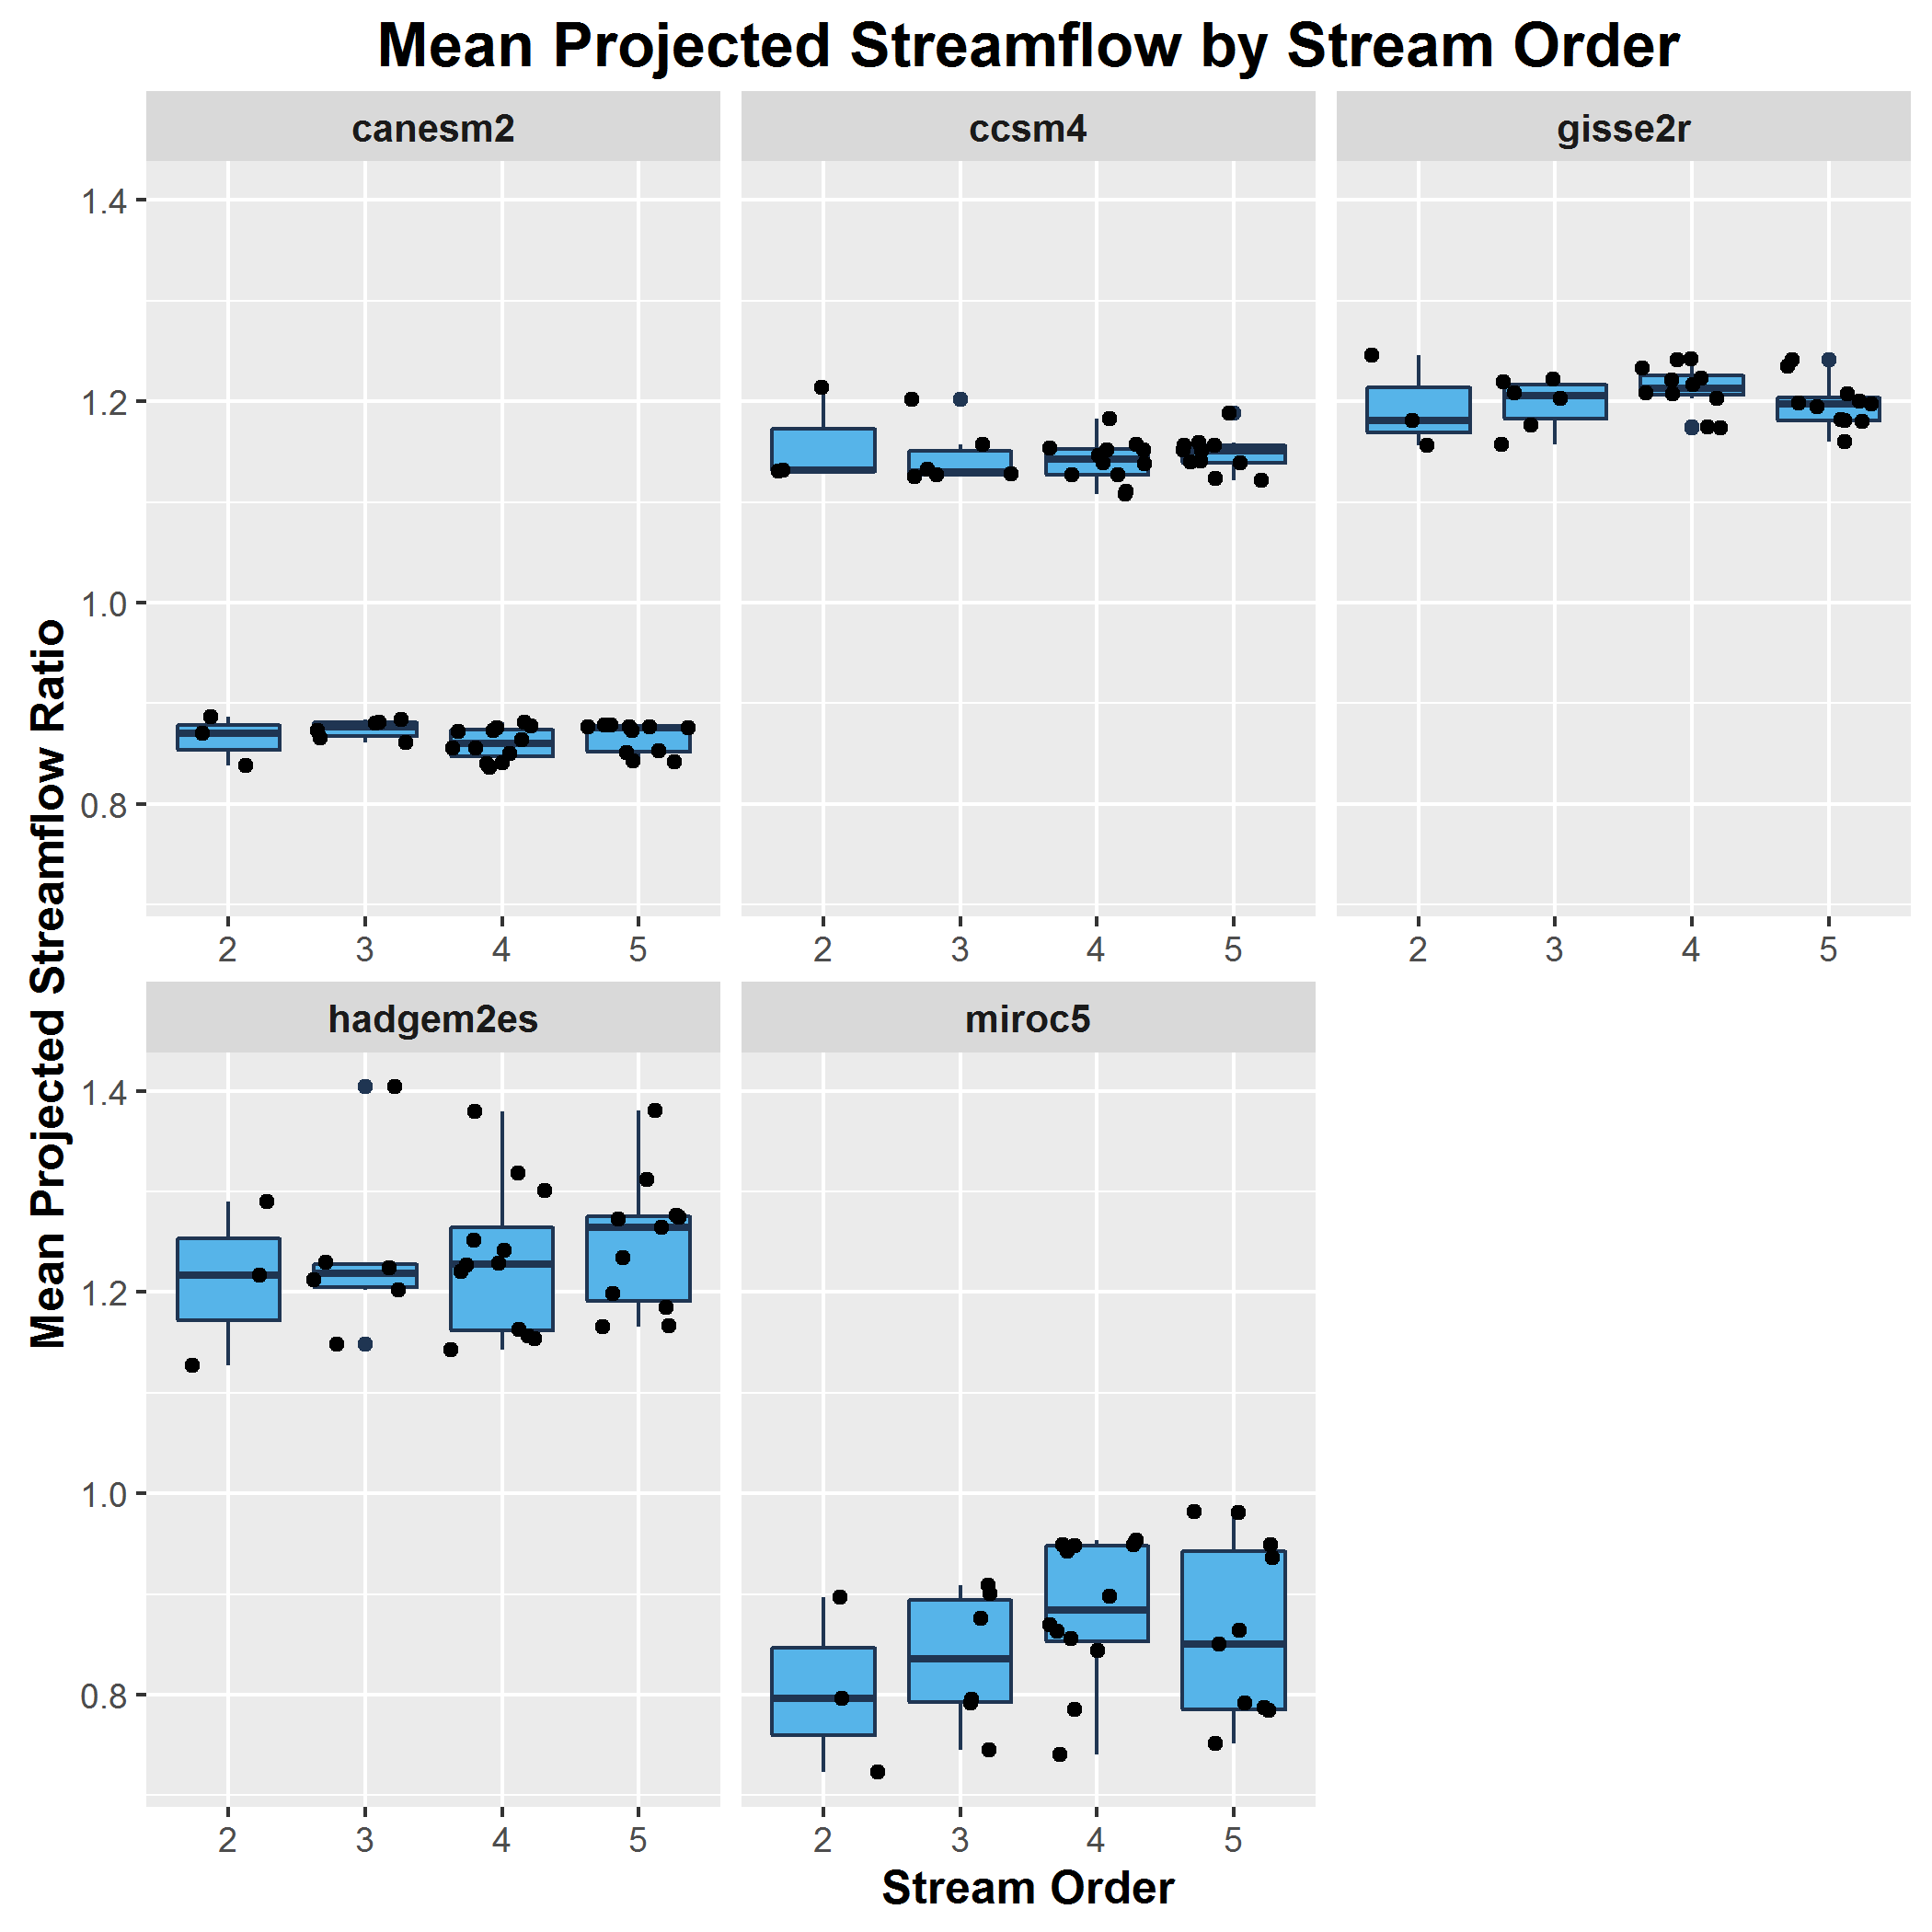 Mean Projected Streamflow by Stream Order
canesm2 ccsm4 gisse2r
1.4
1.2
1.0
0.8
2 3 4 5 2 3 4 5 2 3 4 5
Mean Projected Streamflow Ratio
hadgem2es miroc5
1.4
1.2
1.0
0.8
2 3 4 5 2 3 4 5
Stream Order